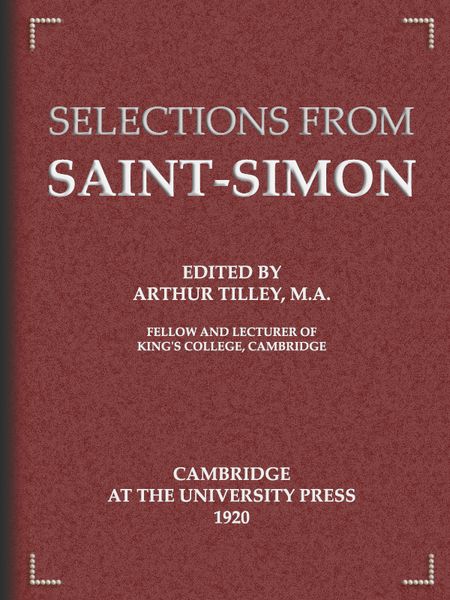 SELECTIONS FROM
SAINT-SIMON
EDITED BY
ARTHUR TILLEY, M.A.
FELLOW AND LECTURER OF
KING'S COLLEGE, CAMBRIDGE
CAMBRIDGE
AT THE UNIVERSITY PRESS
1920